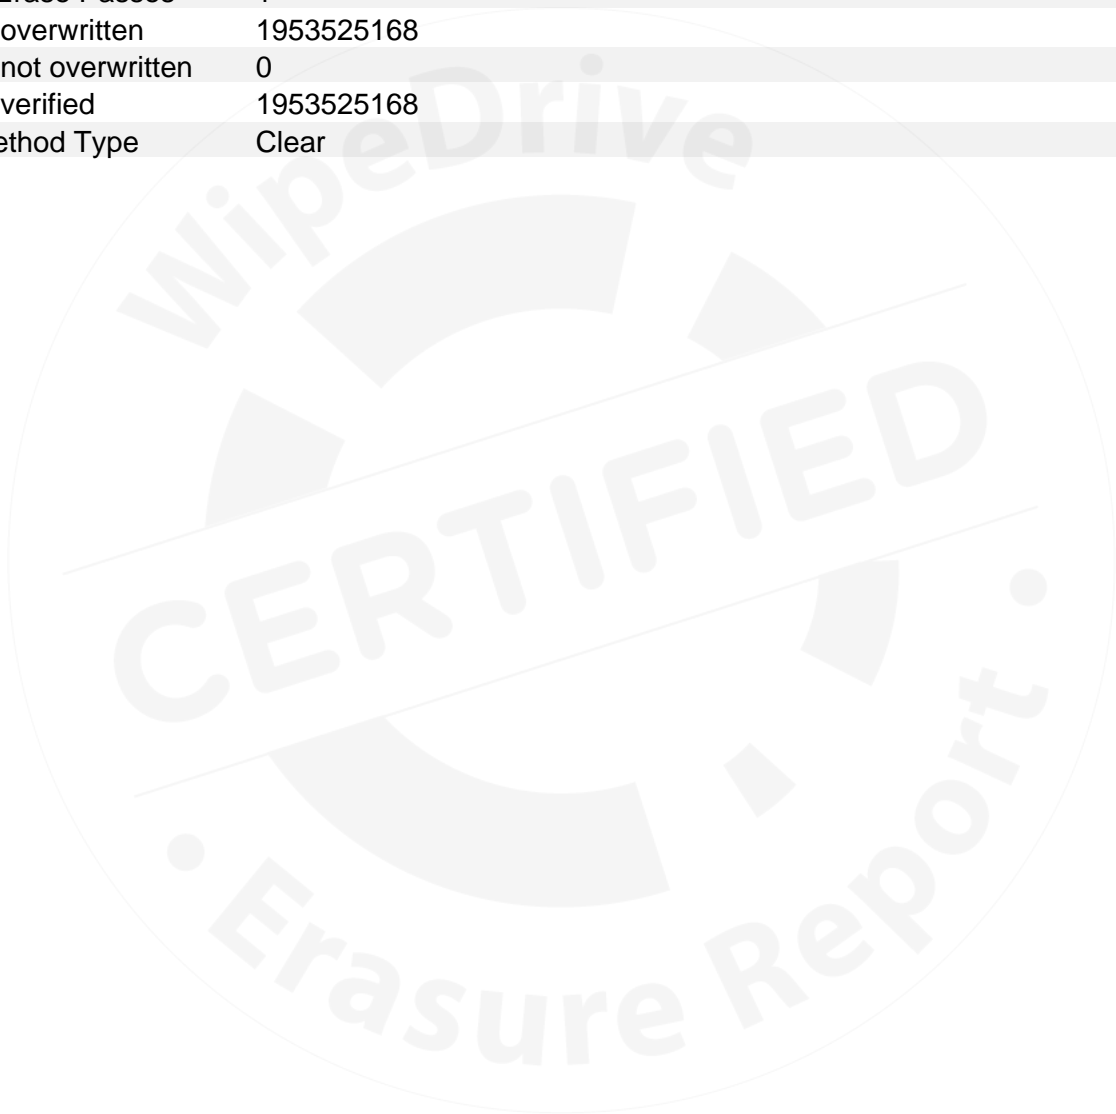 overwritten 1953525168
not overwritten 0
verified 1953525168
ethod Type Clear
WipeDrive
CERTIFIED
Erasure Report